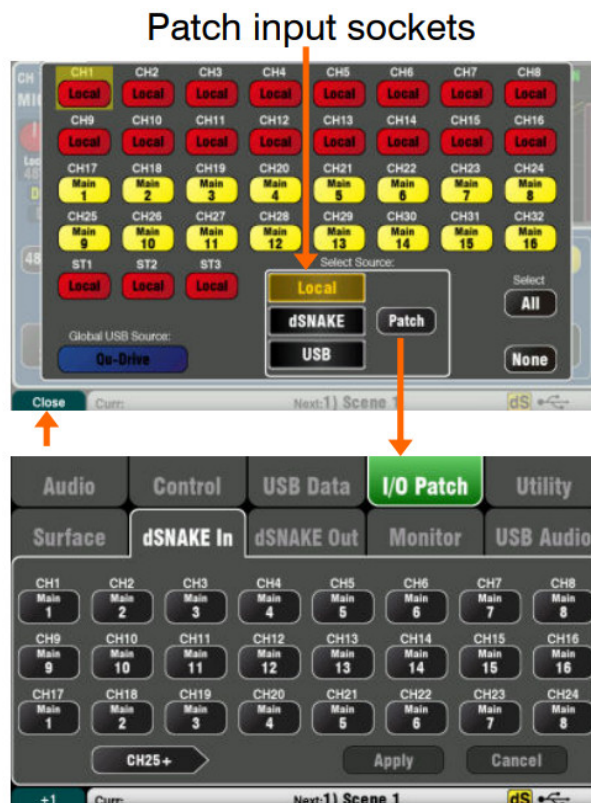 Patch input sockets
CH1 CH2 CH3 CH4 CH5 CH6 CH7 CH8
Local Local Local Local Local Local Local Local
CH9 CH10 CH11 CH12 CH13 CH14 CH15 CH16
Local Local Local Local Local Local Local Local
CH17 CH18 CH19 CH20 CH21 CH22 CH23 CH24
Main Main Main Main Main Main Main Main
1 2 3 4 5 6 7 8
CH25 CH26 CH27 CH28 CH29 CH30 CH31 CH32
Main Main Main Main Main Main Main Main
9 10 11 12 13 14 15 16
ST1 ST2 ST3 Select Source:
Local Local Local Local
Select
All
dSNAKE Patch
Global USB Source:
Qu-Drive USB None
Close Curr: Next:1) Scene 1 dS
Audio Control USB Data I/O Patch Utility
Surface dSNAKE In dSNAKE Out Monitor USB Audio
CH1 CH2 CH3 CH4 CH5 CH6 CH7 CH8
Main Main Main Main Main Main Main Main
1 2 3 4 5 6 7 8
CH9 CH10 CH11 CH12 CH13 CH14 CH15 CH16
Main Main Main Main Main Main Main Main
9 10 11 12 13 14 15 16
CH17 CH18 CH19 CH20 CH21 CH22 CH23 CH24
Main Main Main Main Main Main Main Main
1 2 3 4 5 6 7 8
CH25+ Apply Cancel
+1 Curr: Next:1) Scene 1 dS